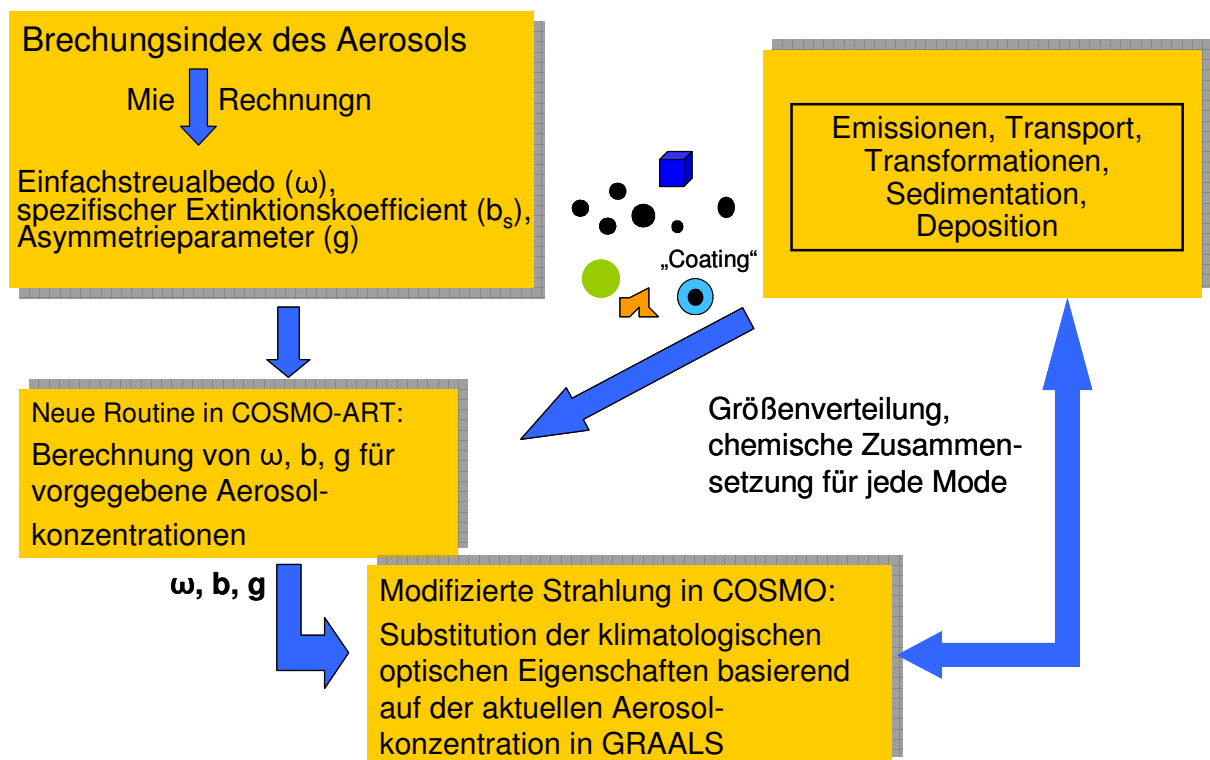 Brechungsindex des Aerosols
Mie Rechnungn
Einfachstreualbedo (ω),
spezifischer Extinktionskoefficient (bₛ),
Asymmetrieparameter (g)
„Coating“
Emissionen, Transport,
Transformationen,
Sedimentation,
Deposition
Neue Routine in COSMO-ART:
Berechnung von ω, b, g für
vorgegebene Aerosol-
konzentrationen
Größenverteilung,
chemische Zusammen-
setzung für jede Mode
ω, b, g
Modifizierte Strahlung in COSMO:
Substitution der klimatologischen
optischen Eigenschaften basierend
auf der aktuellen Aerosol-
konzentration in GRAALS